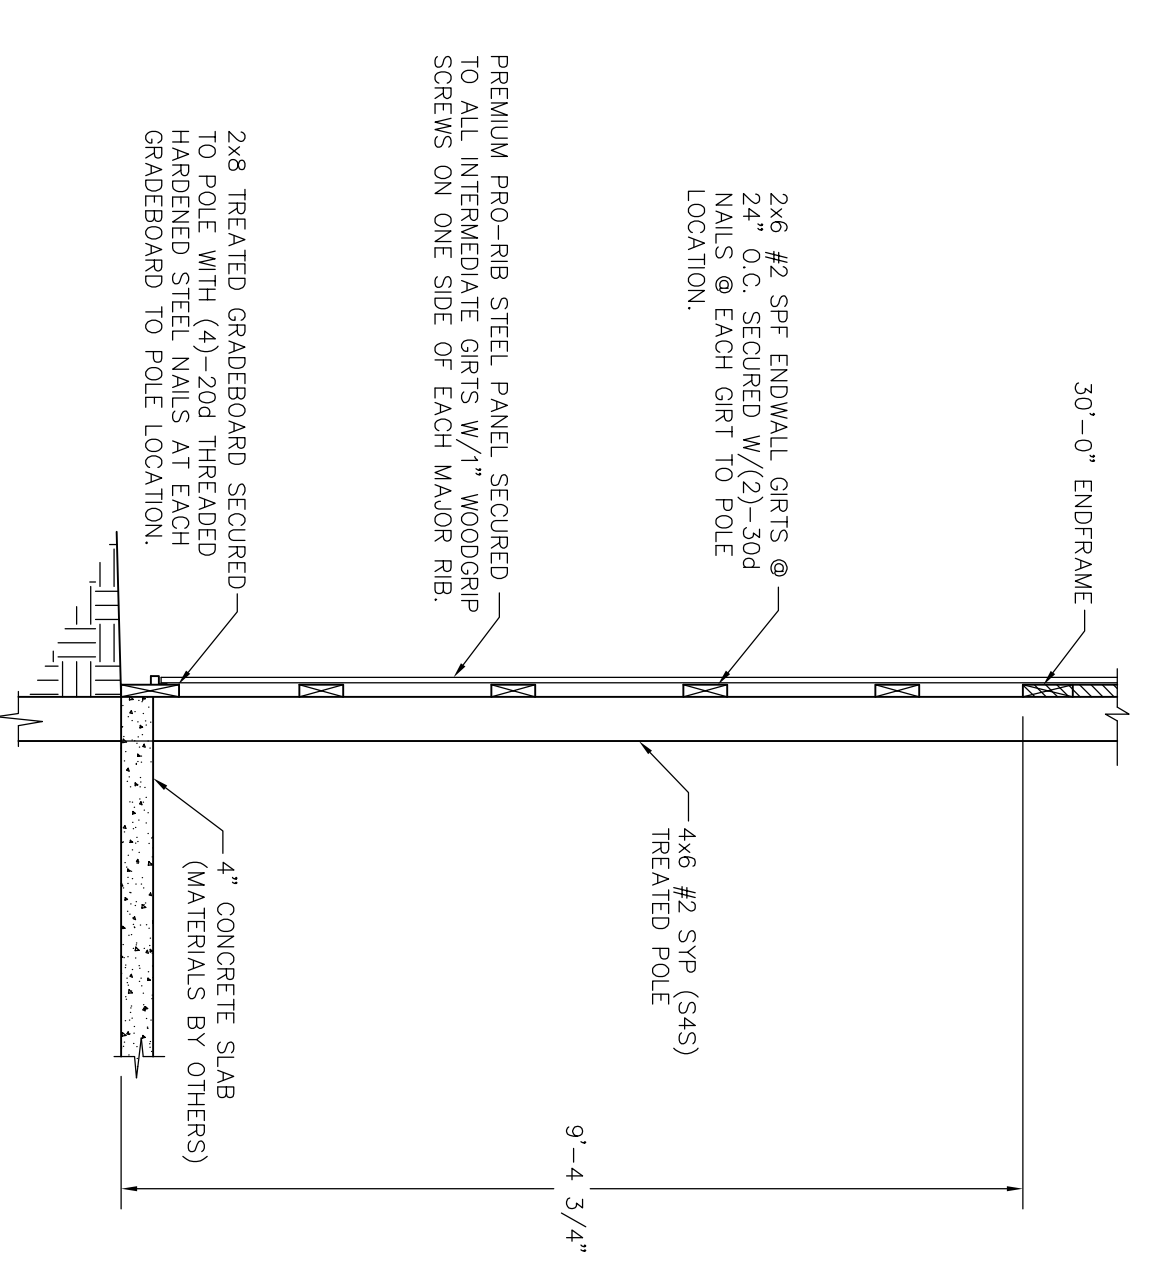 30'-0" ENDFRAME
2x6 #2 SPF ENDWALL GIRTS @
24" O.C. SECURED W/(2)-30d
NAILS @ EACH GIRT TO POLE
LOCATION.
PREMIUM PRO-RIB STEEL PANEL SECURED
TO ALL INTERMEDIATE GIRTS W/1" WOODGRIP
SCREWS ON ONE SIDE OF EACH MAJOR RIB.
2x8 TREATED GRADEBOARD SECURED
TO POLE WITH (4)-20d THREADED
HARDENED STEEL NAILS AT EACH
GRADEBOARD TO POLE LOCATION.
4x6 #2 SYP (S4S)
TREATED POLE
4" CONCRETE SLAB
(MATERIALS BY OTHERS)
9'-4 3/4"